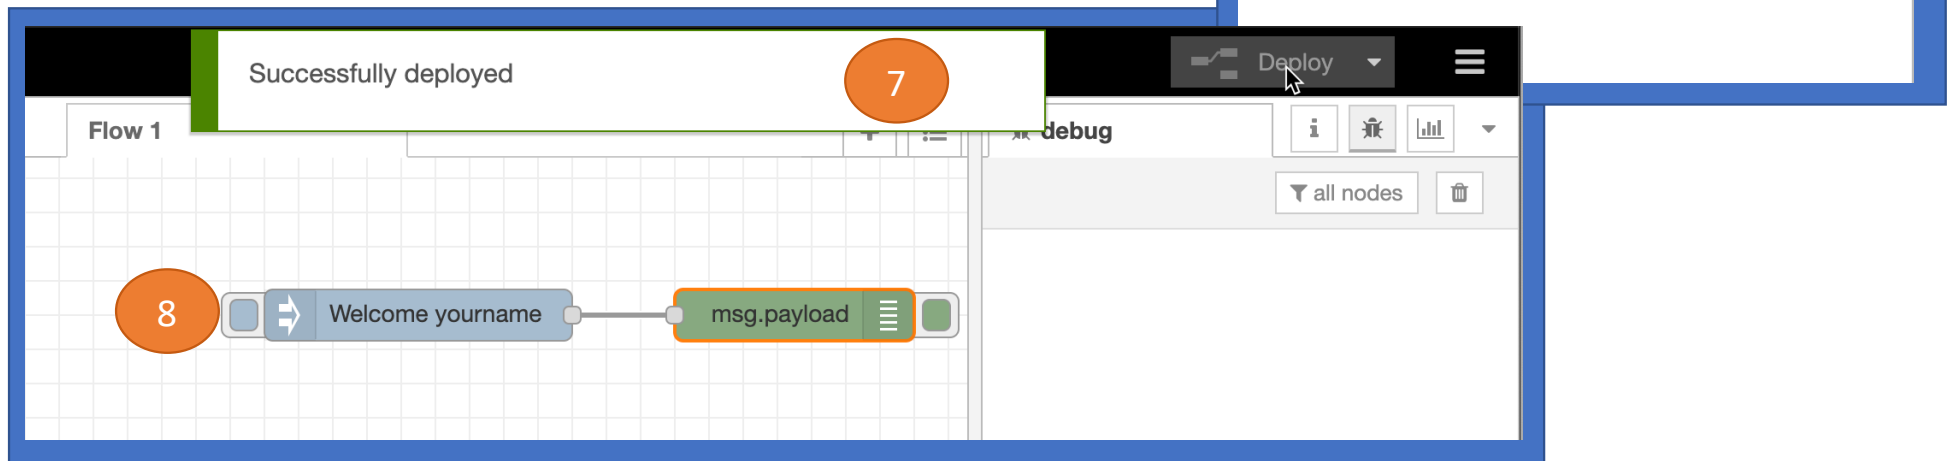 Successfully deployed
7
Deploy
Flow 1
debug
all nodes
8
Welcome yourname
msg.payload